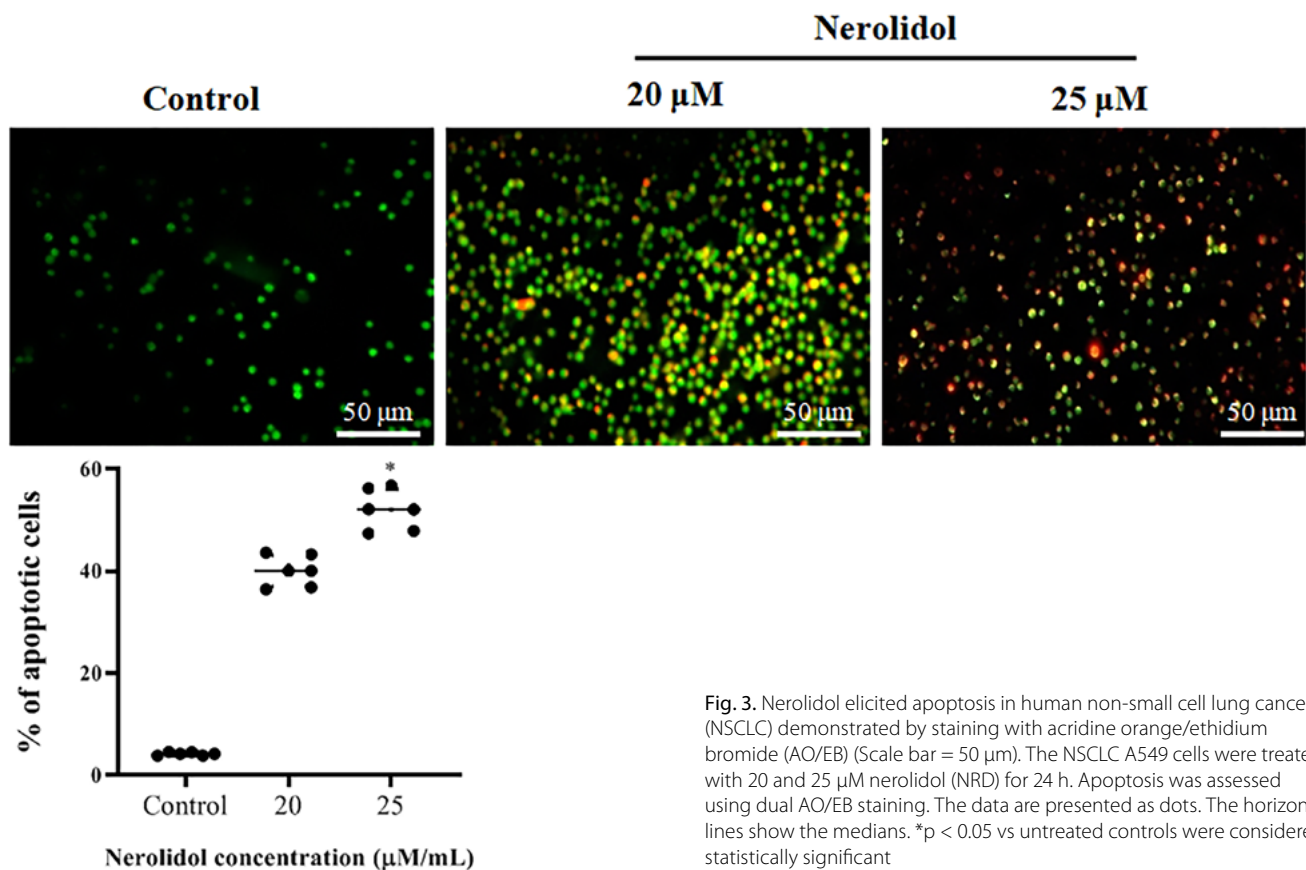 Nerolidol
Control
20 µM
25 µM
50 µm
50 µm
50 µm
60
40
20
0
*
% of apoptotic cells
Control
20
25
Nerolidol concentration (µM/mL)
Fig. 3. Nerolidol elicited apoptosis in human non-small cell lung cance
(NSCLC) demonstrated by staining with acridine orange/ethidium
bromide (AO/EB) (Scale bar = 50 µm). The NSCLC A549 cells were treate
with 20 and 25 µM nerolidol (NRD) for 24 h. Apoptosis was assessed
using dual AO/EB staining. The data are presented as dots. The horizon
lines show the medians. *p < 0.05 vs untreated controls were considere
statistically significant